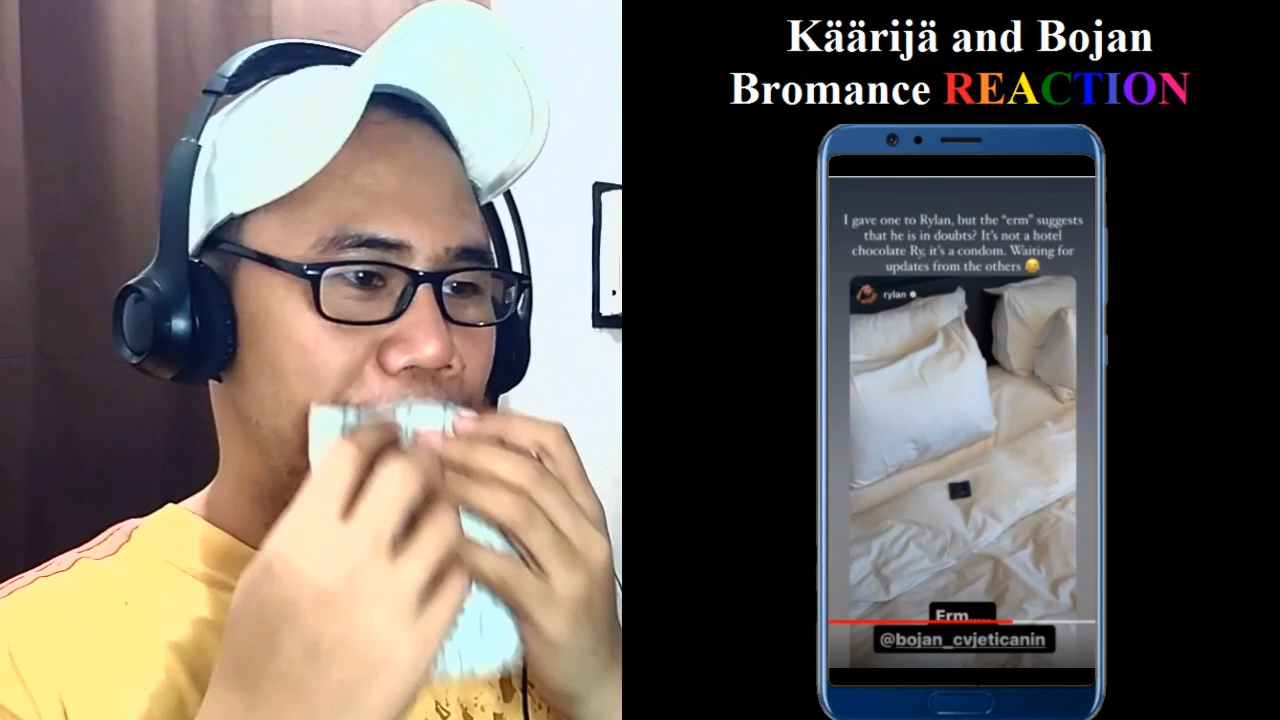 Käärijä and Bojan
Bromance REACTION
I gave one to Rylan, but the “erm” suggests
that he is in doubts? It’s not a hotel
chocolate Ry, it’s a condom. Waiting for
updates from the others 😂
rylan
Erm.....
@bojan_cvjeticanin